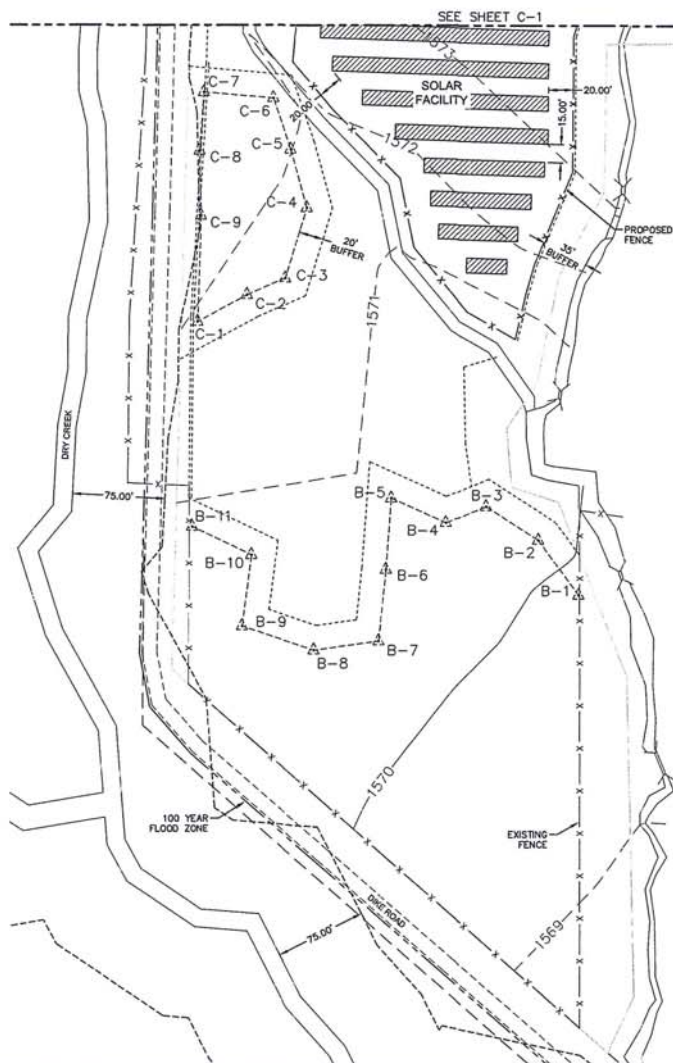 SEE SHEET C-1
1573
SOLAR
FACILITY
20.00'
15.00'
20.00'
1572
C-7
C-6
C-5
C-8
C-4
C-9
20'
BUFFER
C-3
C-2
C-1
PROPOSED
FENCE
35'
BUFFER
1571
DRY CREEK
75.00'
B-5
B-3
B-4
B-11
B-2
B-10
B-6
B-1
B-9
B-7
B-8
1570
100 YEAR
FLOOD ZONE
EXISTING
FENCE
DIKE ROAD
1569
75.00'